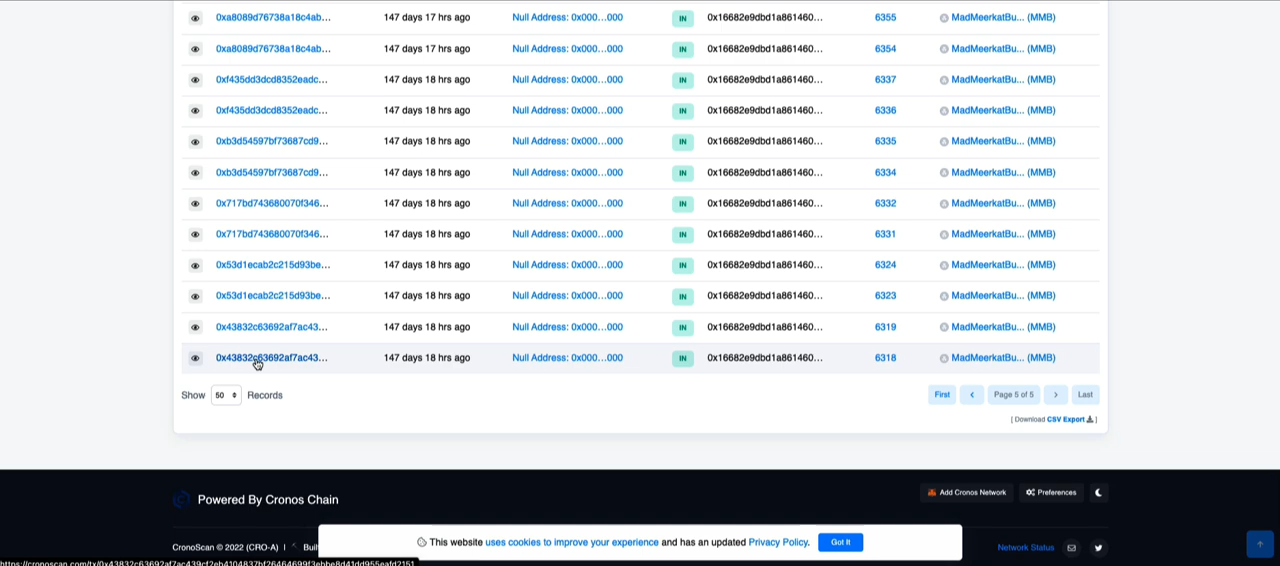 0xa8089d76738a18c4ab... 147 days 17 hrs ago Null Address: 0x000...000 IN 0x16682e9dbd1a861460... 6355 MadMeerkatBu... (MMB)
0xa8089d76738a18c4ab... 147 days 17 hrs ago Null Address: 0x000...000 IN 0x16682e9dbd1a861460... 6354 MadMeerkatBu... (MMB)
0xf435dd3dcd8352eadc... 147 days 18 hrs ago Null Address: 0x000...000 IN 0x16682e9dbd1a861460... 6337 MadMeerkatBu... (MMB)
0xf435dd3dcd8352eadc... 147 days 18 hrs ago Null Address: 0x000...000 IN 0x16682e9dbd1a861460... 6336 MadMeerkatBu... (MMB)
0xb3d54597bf73687cd9... 147 days 18 hrs ago Null Address: 0x000...000 IN 0x16682e9dbd1a861460... 6335 MadMeerkatBu... (MMB)
0xb3d54597bf73687cd9... 147 days 18 hrs ago Null Address: 0x000...000 IN 0x16682e9dbd1a861460... 6334 MadMeerkatBu... (MMB)
0x717bd743680070f346... 147 days 18 hrs ago Null Address: 0x000...000 IN 0x16682e9dbd1a861460... 6332 MadMeerkatBu... (MMB)
0x717bd743680070f346... 147 days 18 hrs ago Null Address: 0x000...000 IN 0x16682e9dbd1a861460... 6331 MadMeerkatBu... (MMB)
0x53d1ecab2c215d93be... 147 days 18 hrs ago Null Address: 0x000...000 IN 0x16682e9dbd1a861460... 6324 MadMeerkatBu... (MMB)
0x53d1ecab2c215d93be... 147 days 18 hrs ago Null Address: 0x000...000 IN 0x16682e9dbd1a861460... 6323 MadMeerkatBu... (MMB)
0x43832c63692af7ac43... 147 days 18 hrs ago Null Address: 0x000...000 IN 0x16682e9dbd1a861460... 6319 MadMeerkatBu... (MMB)
0x43832c63692af7ac43... 147 days 18 hrs ago Null Address: 0x000...000 IN 0x16682e9dbd1a861460... 6318 MadMeerkatBu... (MMB)
Show 50 Records First Page 5 of 5 Last
[ Download CSV Export ]
Powered By Cronos Chain Add Cronos Network Preferences
CronoScan © 2022 (CRO-A) | Buil
This website uses cookies to improve your experience and has an updated Privacy Policy. Got It
Network Status